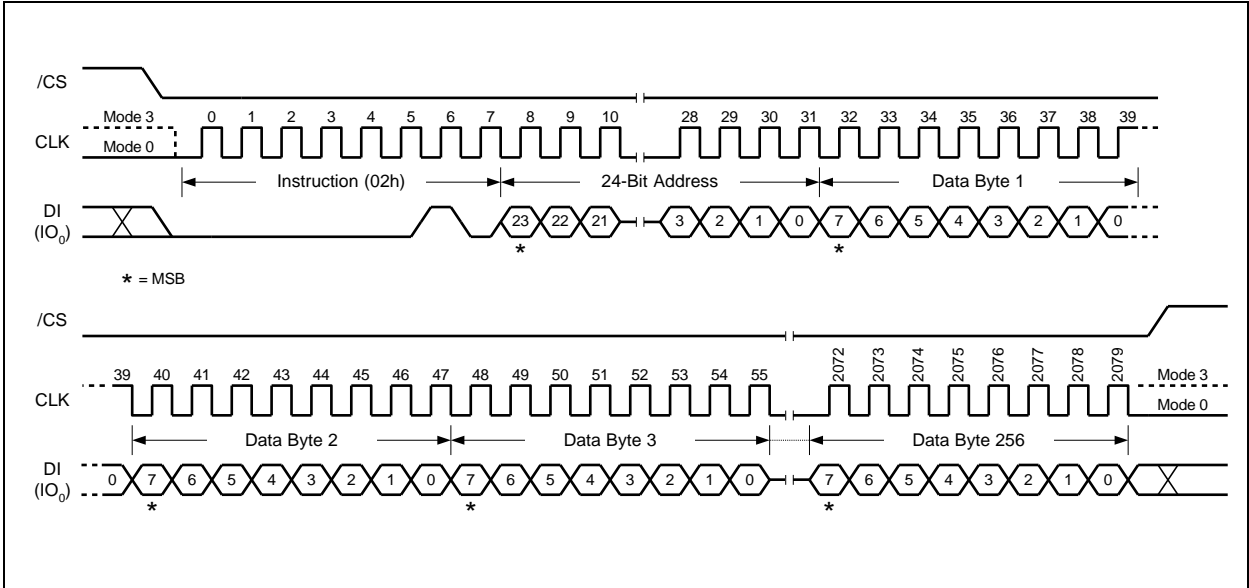 /CS
Mode 3 0 1 2 3 4 5 6 7 8 9 10 28 29 30 31 32 33 34 35 36 37 38 39
CLK
Mode 0
Instruction (02h) 24-Bit Address Data Byte 1
DI
(IO0) 23 22 21 3 2 1 0 7 6 5 4 3 2 1 0
* *
* = MSB
/CS
39 40 41 42 43 44 45 46 47 48 49 50 51 52 53 54 55 2072 2073 2074 2075 2076 2077 2078 2079 Mode 3
CLK
Mode 0
Data Byte 2 Data Byte 3 Data Byte 256
DI
(IO0) 0 7 6 5 4 3 2 1 0 7 6 5 4 3 2 1 0 7 6 5 4 3 2 1 0
* * *